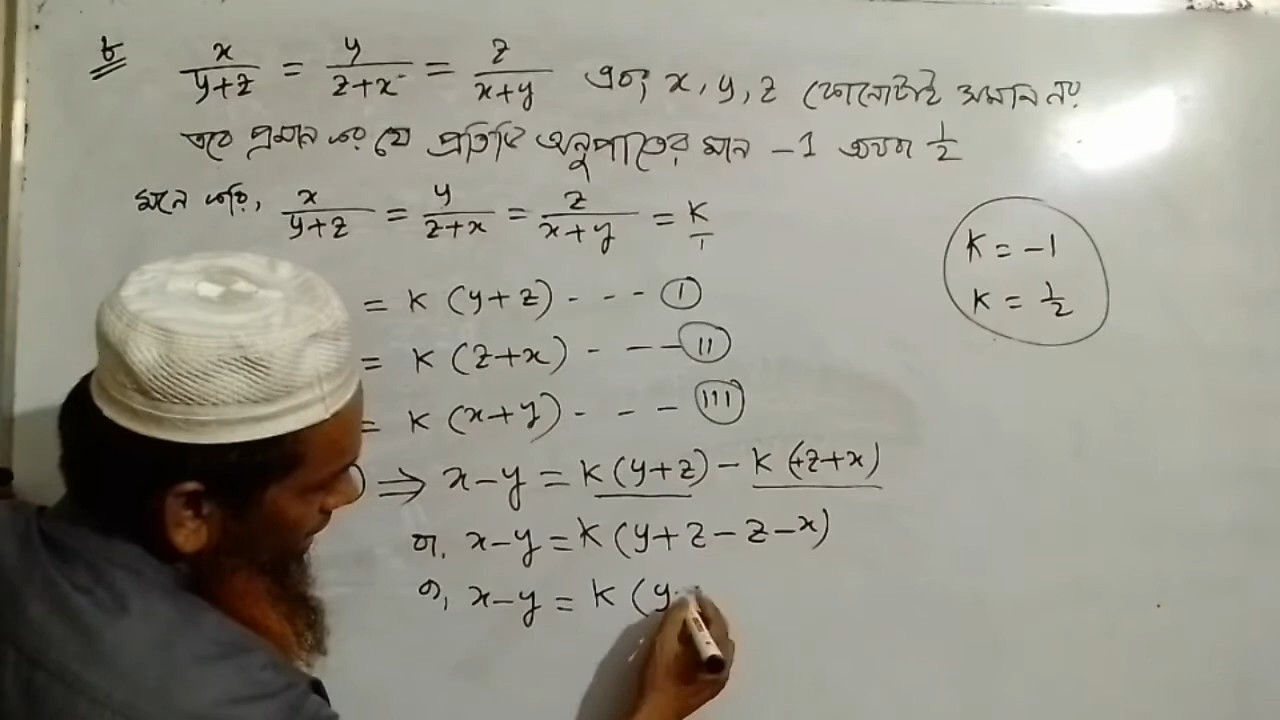 ৮ x/(y+z) = y/(z+x) = z/(x+y) এবং x, y, z কোনোটাই সমান নয়
তবে প্রমান কর যে প্রতিটি অনুপাতের মান -1 অথবা 1/2
মনে করি, x/(y+z) = y/(z+x) = z/(x+y) = K/1
K = -1
K = 1/2
= K (y+z) - - - (I)
= K (z+x) - - - (II)
= K (x+y) - - - (III)
) ⇒ x-y = K (y+z) - K (+z+x)
বা, x-y = K (y+z-z-x)
বা, x-y = K (y